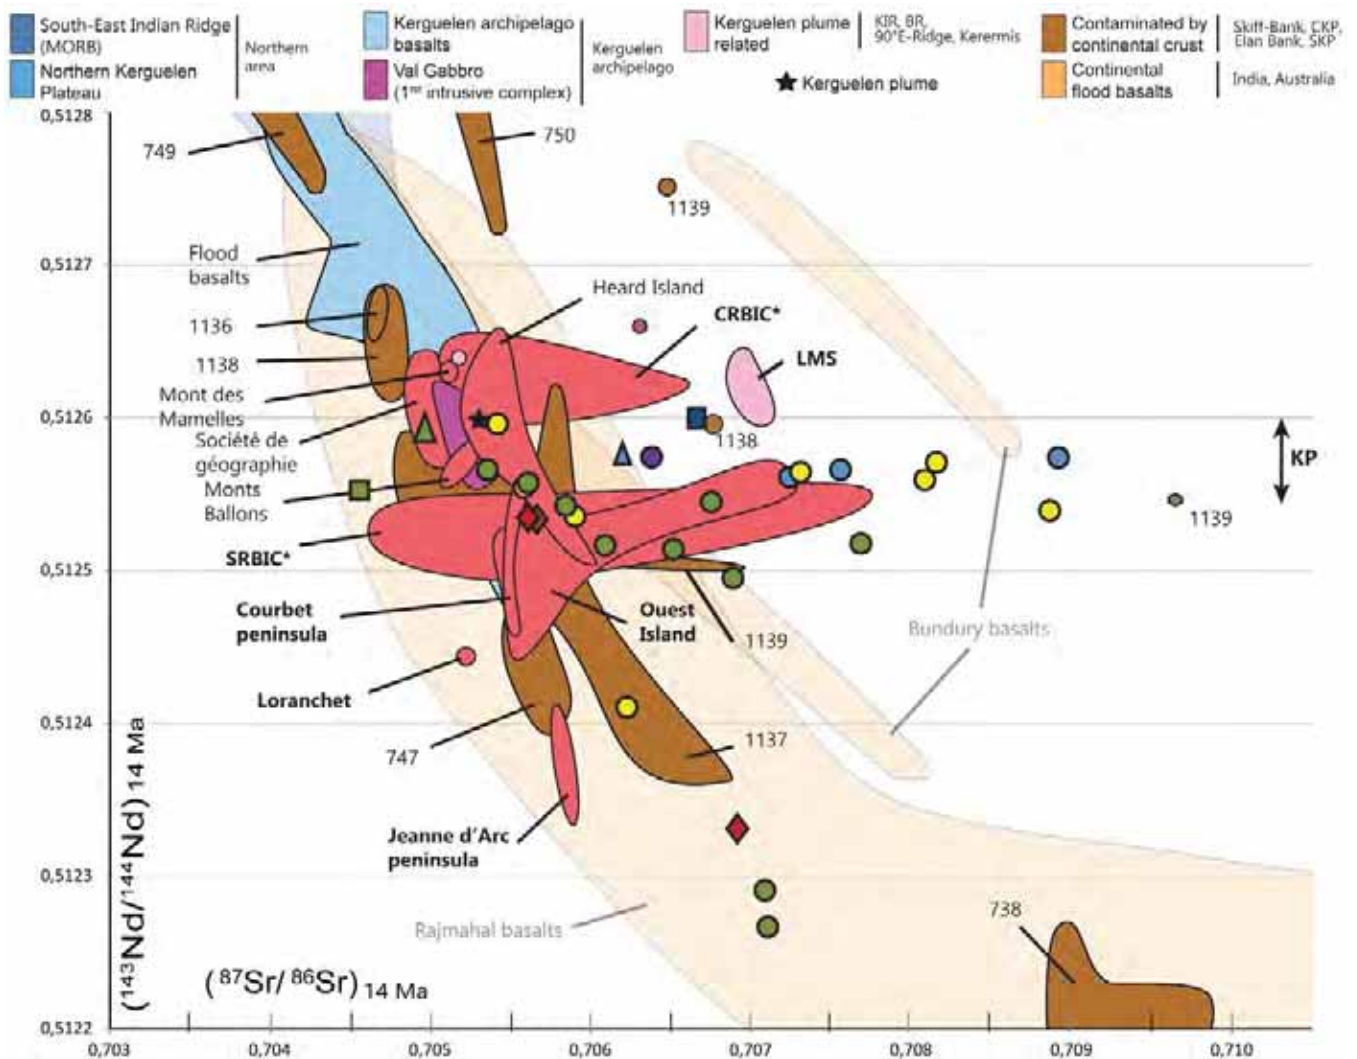 South-East Indian Ridge
(MORB)
Northern Kerguelen
Plateau
Northern
area
Kerguelen archipelago
basalts
Val Gabbro
(1ᶦᵉʳ intrusive complex)
Kerguelen
archipelago
Kerguelen plume
related
KIR, BR,
90°E-Ridge, Kerermis
Kerguelen plume
Contaminated by
continental crust
Continental
flood basalts
Skiff-Bank, CKP,
Elan Bank, SKP
India, Australia
0,5128
749
750
1139
Flood
basalts
0,5127
Heard Island
CRBIC*
1136
LMS
1138
Mont des
Mamelles
0,5126
1138
Société de
géographie
KP
Monts
Ballons
1139
SRBIC*
0,5125
Courbet
peninsula
Ouest
Island
1139
Bundury basalts
Loranchet
0,5124
747
1137
Jeanne d'Arc
peninsula
0,5123
738
Rajmahal basalts
(¹⁴³Nd/¹⁴⁴Nd) 14 Ma
(⁸⁷Sr/ ⁸⁶Sr) 14 Ma
0,5122
0,703 0,704 0,705 0,706 0,707 0,708 0,709 0,710